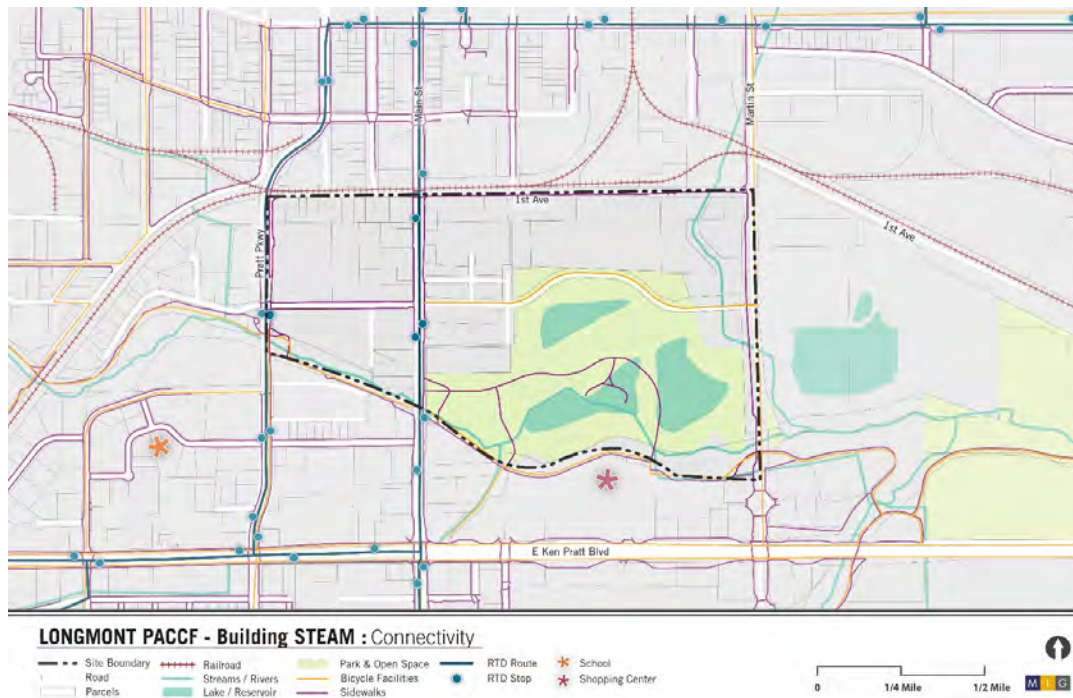 Main St
Martin St
1st Ave
1st Ave
Pratt Pkwy
E Ken Pratt Blvd
LONGMONT PACCF - Building STEAM : Connectivity
Site Boundary Railroad Park & Open Space RTD Route School
Road Streams / Rivers Bicycle Facilities RTD Stop Shopping Center
Parcels Lake / Reservoir Sidewalks
0 1/4 Mile 1/2 Mile
M I G